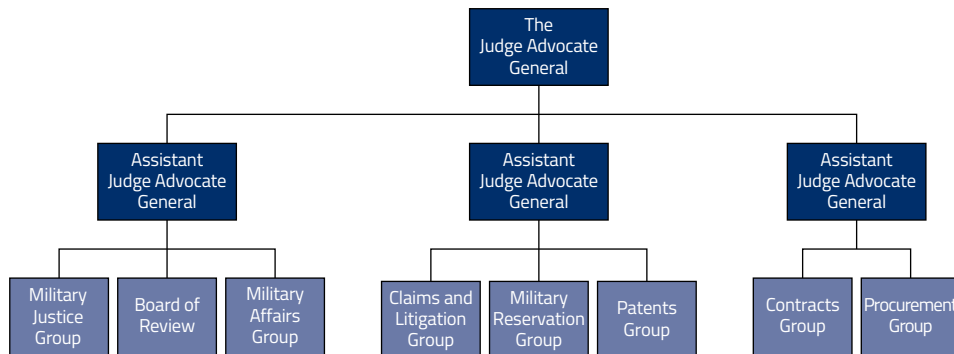 The
Judge Advocate
General
Assistant
Judge Advocate
General
Assistant
Judge Advocate
General
Assistant
Judge Advocate
General
Military
Justice
Group
Board of
Review
Military
Affairs
Group
Claims and
Litigation
Group
Military
Reservation
Group
Patents
Group
Contracts
Group
Procurement
Group